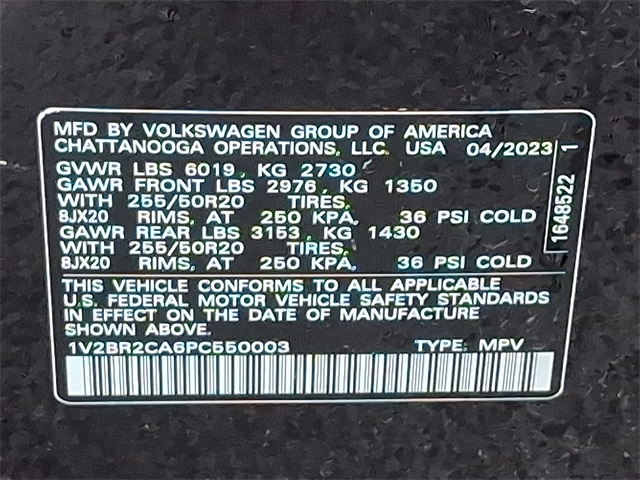 MFD BY VOLKSWAGEN GROUP OF AMERICA
CHATTANOOGA OPERATIONS, LLC. USA 04/2023
GVWR LBS 6019, KG 2730
GAWR FRONT LBS 2976, KG 1350
WITH 255/50R20 TIRES,
8JX20 RIMS, AT 250 KPA, 36 PSI COLD
GAWR REAR LBS 3153, KG 1430
WITH 255/50R20 TIRES,
8JX20 RIMS, AT 250 KPA, 36 PSI COLD
THIS VEHICLE CONFORMS TO ALL APPLICABLE
U.S. FEDERAL MOTOR VEHICLE SAFETY STANDARDS
IN EFFECT ON THE DATE OF MANUFACTURE
SHOWN ABOVE.
1V2BR2CA6PC550003 TYPE: MPV
1648522 1